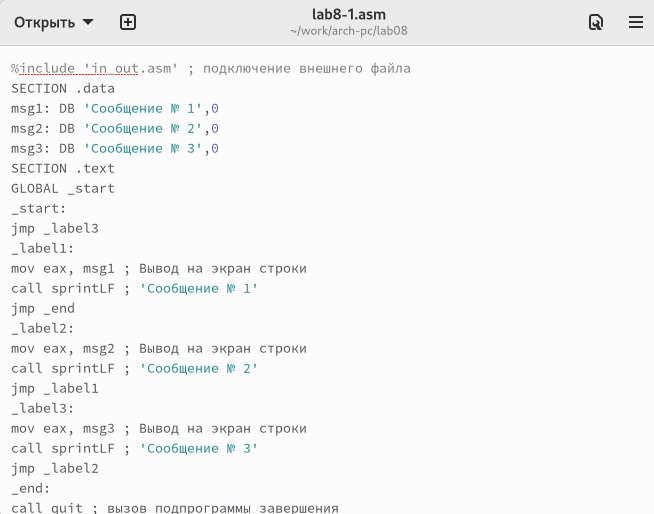 Открыть
lab8-1.asm
~/work/arch-pc/lab08
%include 'in_out.asm' ; подключение внешнего файла
SECTION .data
msg1: DB 'Сообщение № 1',0
msg2: DB 'Сообщение № 2',0
msg3: DB 'Сообщение № 3',0
SECTION .text
GLOBAL _start
_start:
jmp _label3
_label1:
mov eax, msg1 ; Вывод на экран строки
call sprintLF ; 'Сообщение № 1'
jmp _end
_label2:
mov eax, msg2 ; Вывод на экран строки
call sprintLF ; 'Сообщение № 2'
jmp _label1
_label3:
mov eax, msg3 ; Вывод на экран строки
call sprintLF ; 'Сообщение № 3'
jmp _label2
_end:
call quit ; вызов подпрограммы завершения